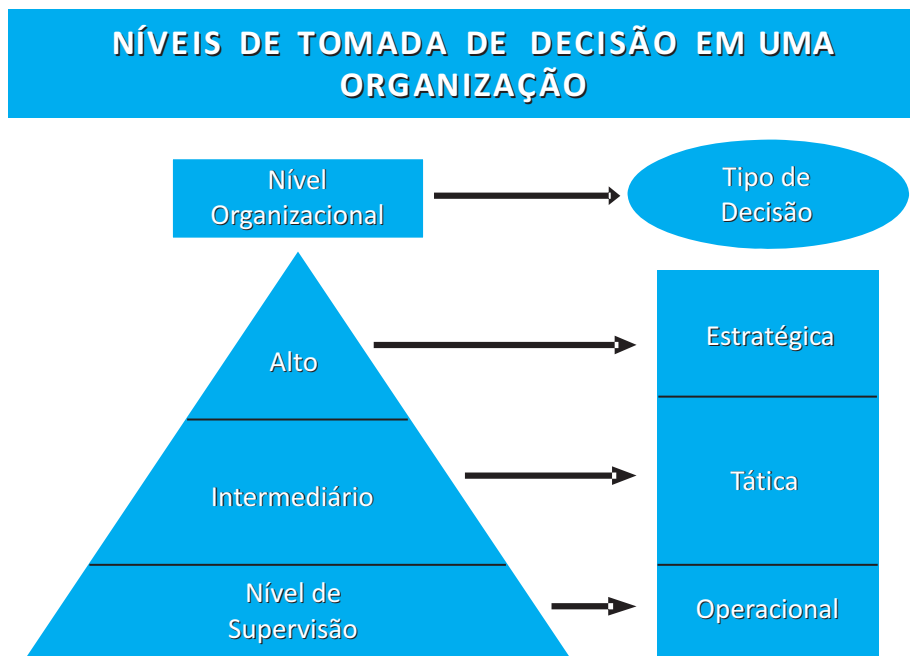 NÍVEIS DE TOMADA DE DECISÃO EM UMA
ORGANIZAÇÃO
Nível
Organizacional
Tipo de
Decisão
Alto
Estratégica
Intermediário
Tática
Nível de
Supervisão
Operacional